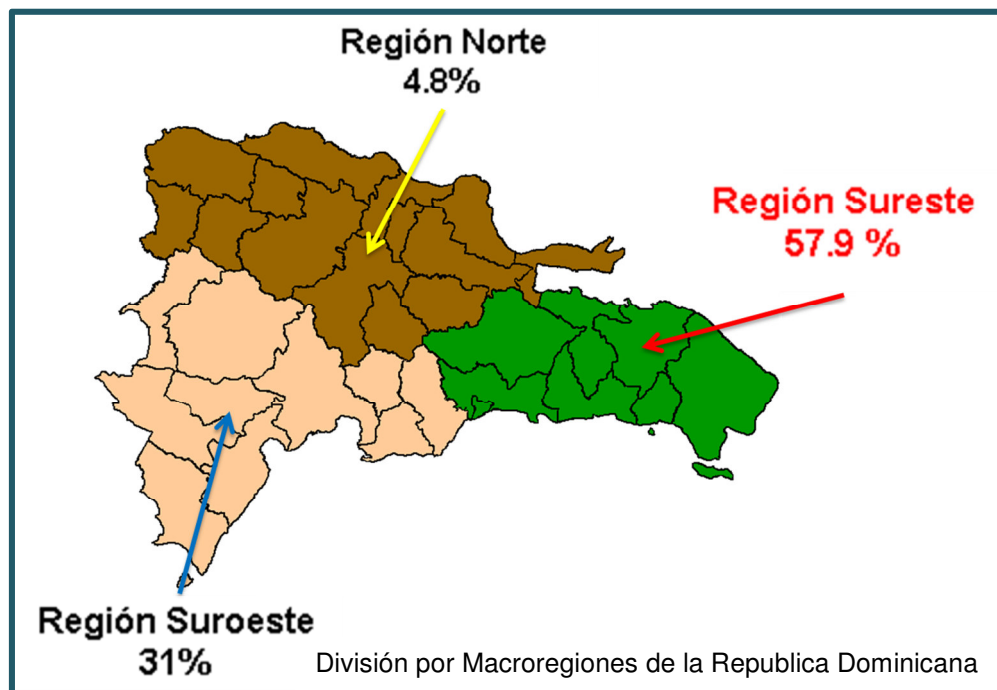 Región Norte
4.8%
Región Sureste
57.9 %
Región Suroeste
31%
División por Macroregiones de la Republica Dominicana